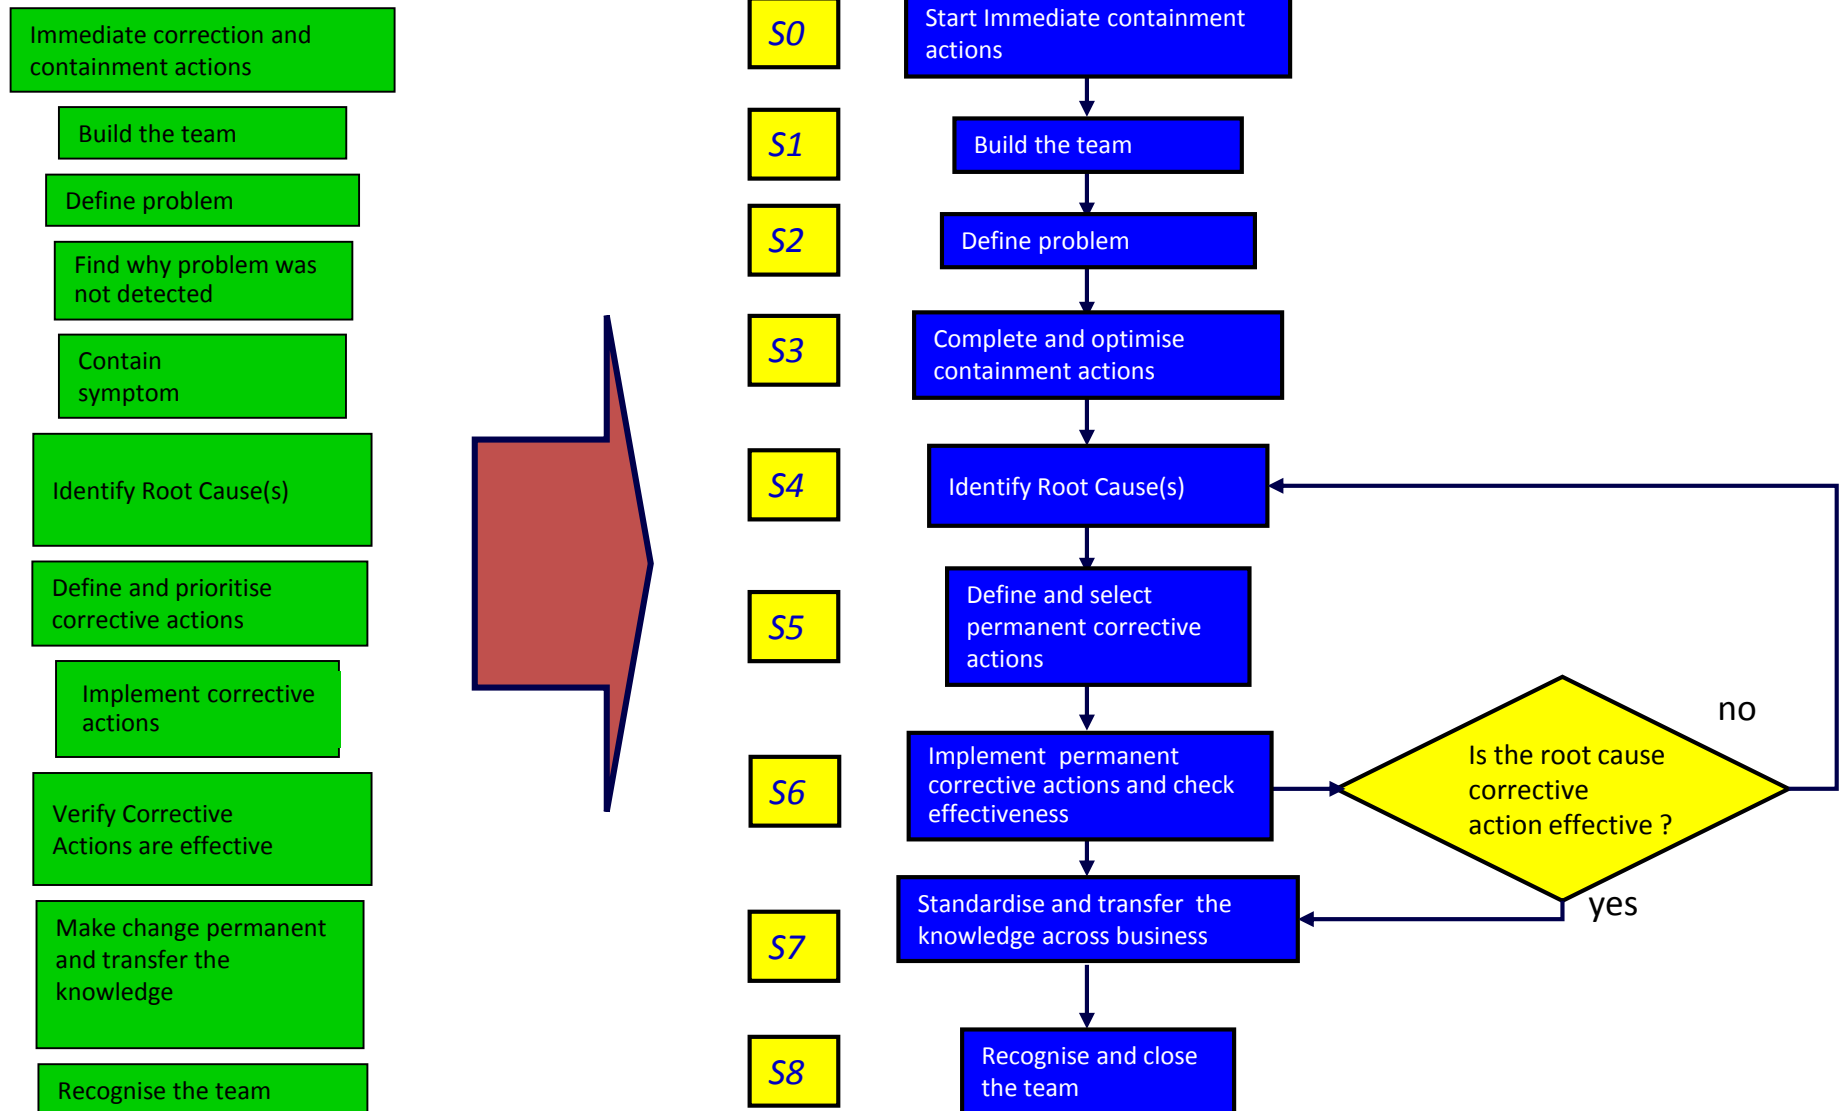 Immediate correction and
containment actions
Build the team
Define problem
Find why problem was
not detected
Contain
symptom
Identify Root Cause(s)
Define and prioritise
corrective actions
Implement corrective
actions
Verify Corrective
Actions are effective
Make change permanent
and transfer the
knowledge
Recognise the team
S0
Start Immediate containment
actions
S1
Build the team
S2
Define problem
S3
Complete and optimise
containment actions
S4
Identify Root Cause(s)
S5
Define and select
permanent corrective
actions
S6
Implement  permanent
corrective actions and check
effectiveness
Is the root cause
corrective
action effective ?
no
yes
S7
Standardise and transfer  the
knowledge across business
S8
Recognise and close
the team